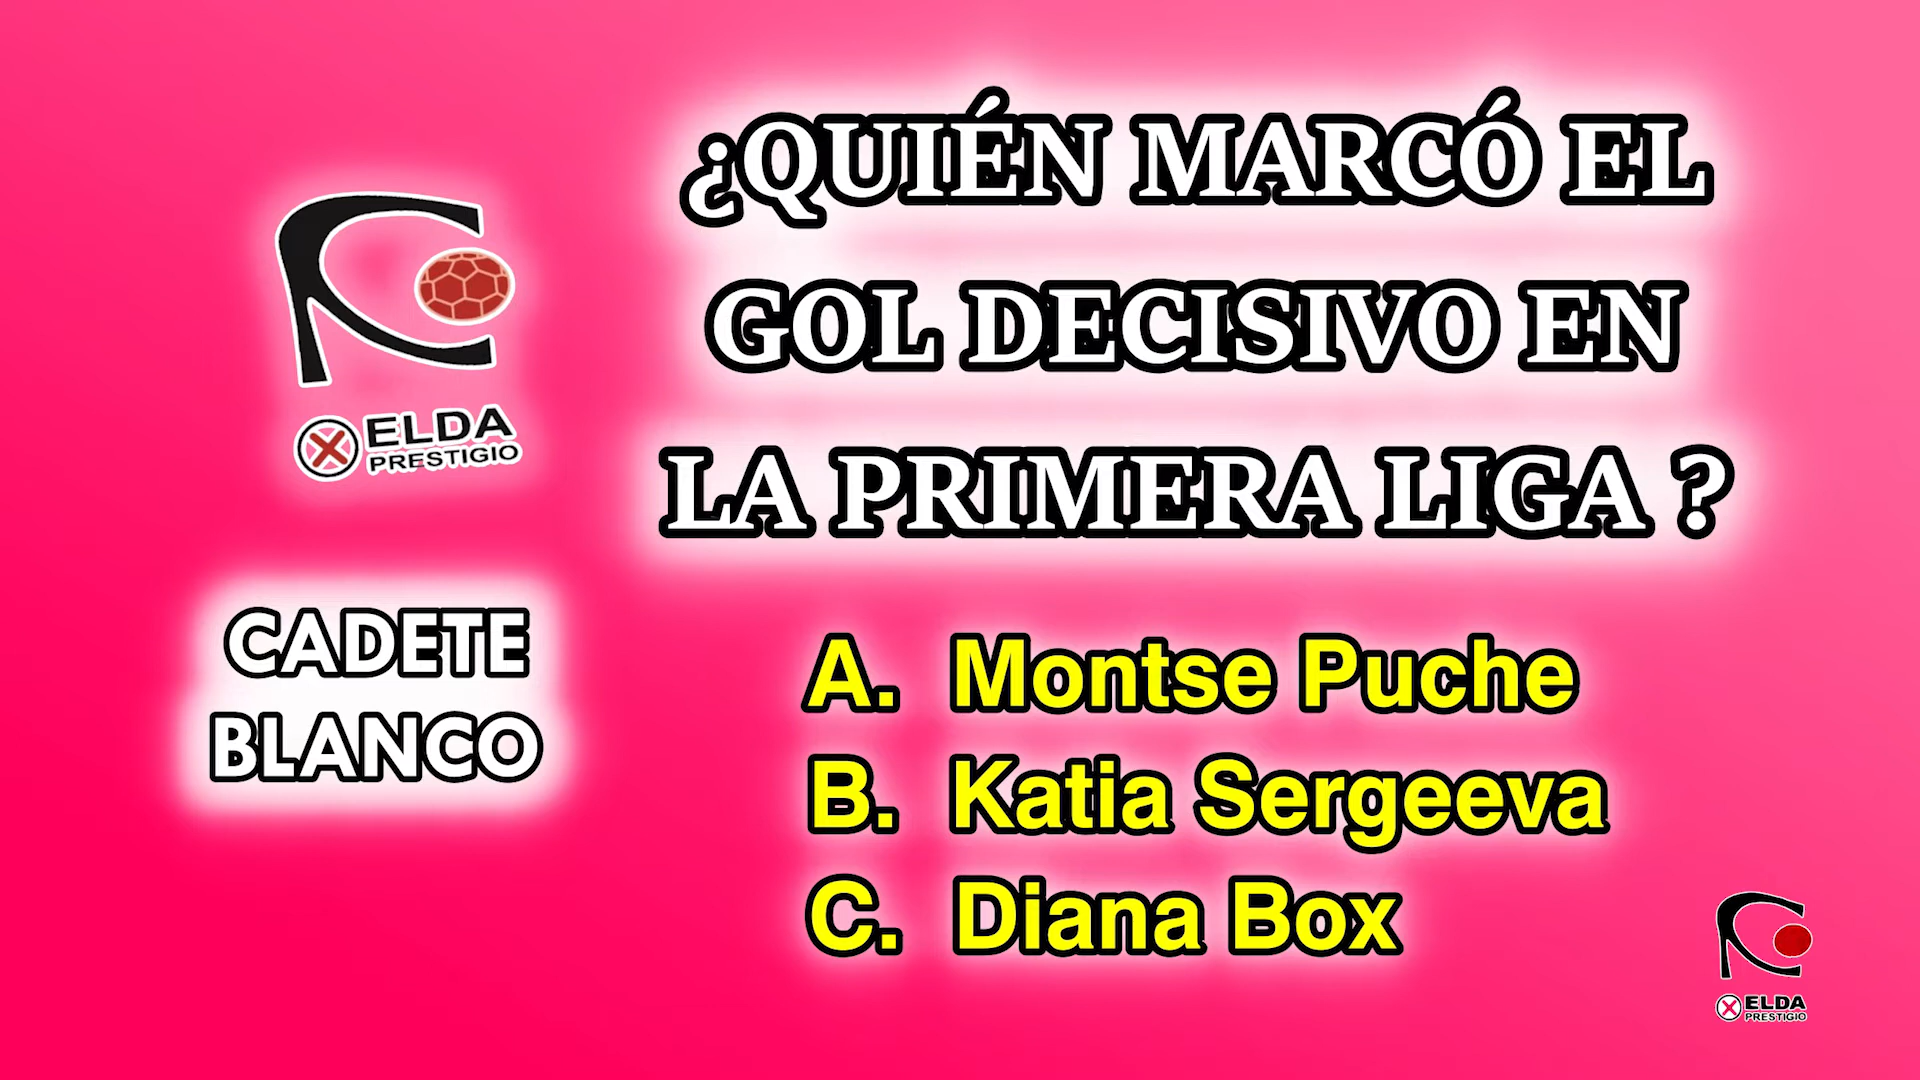 ¿QUIÉN MARCÓ EL
GOL DECISIVO EN
LA PRIMERA LIGA ?
ELDA
PRESTIGIO
CADETE
BLANCO
A. Montse Puche
B. Katia Sergeeva
C. Diana Box
ELDA
PRESTIGIO